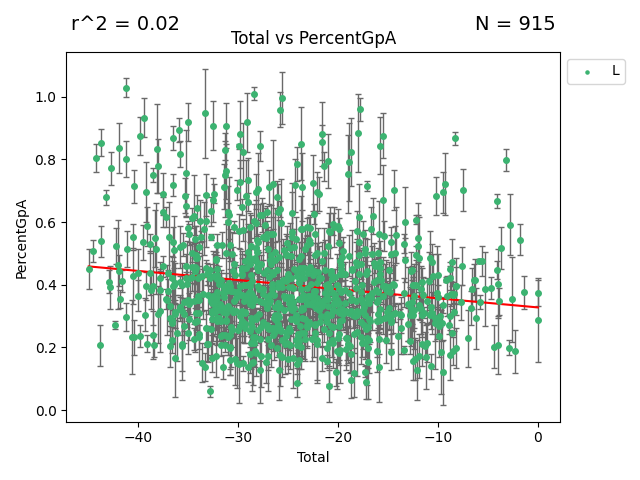 r^2 = 0.02
N = 915
Total vs PercentGpA
L
PercentGpA
1.0
0.8
0.6
0.4
0.2
0.0
−40
−30
−20
−10
0
Total